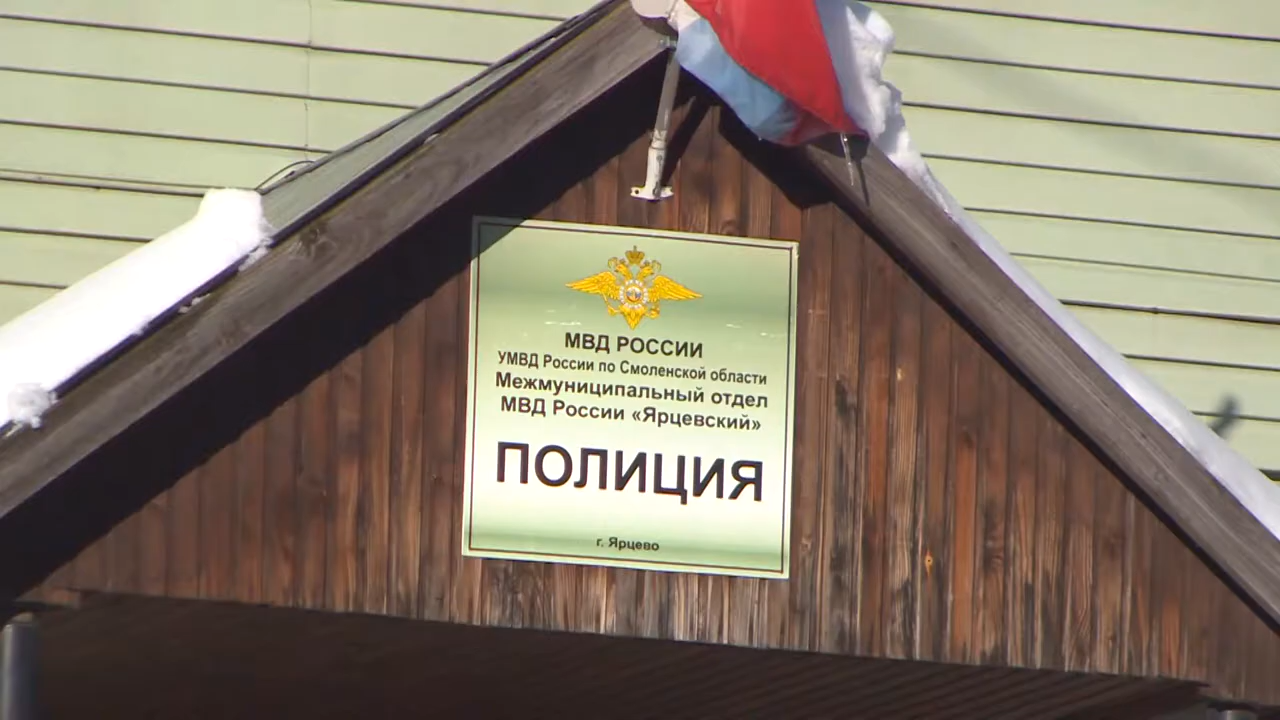 МВД РОССИИ
УМВД России по Смоленской области
Межмуниципальный отдел
МВД России «Ярцевский»
ПОЛИЦИЯ
г. Ярцево